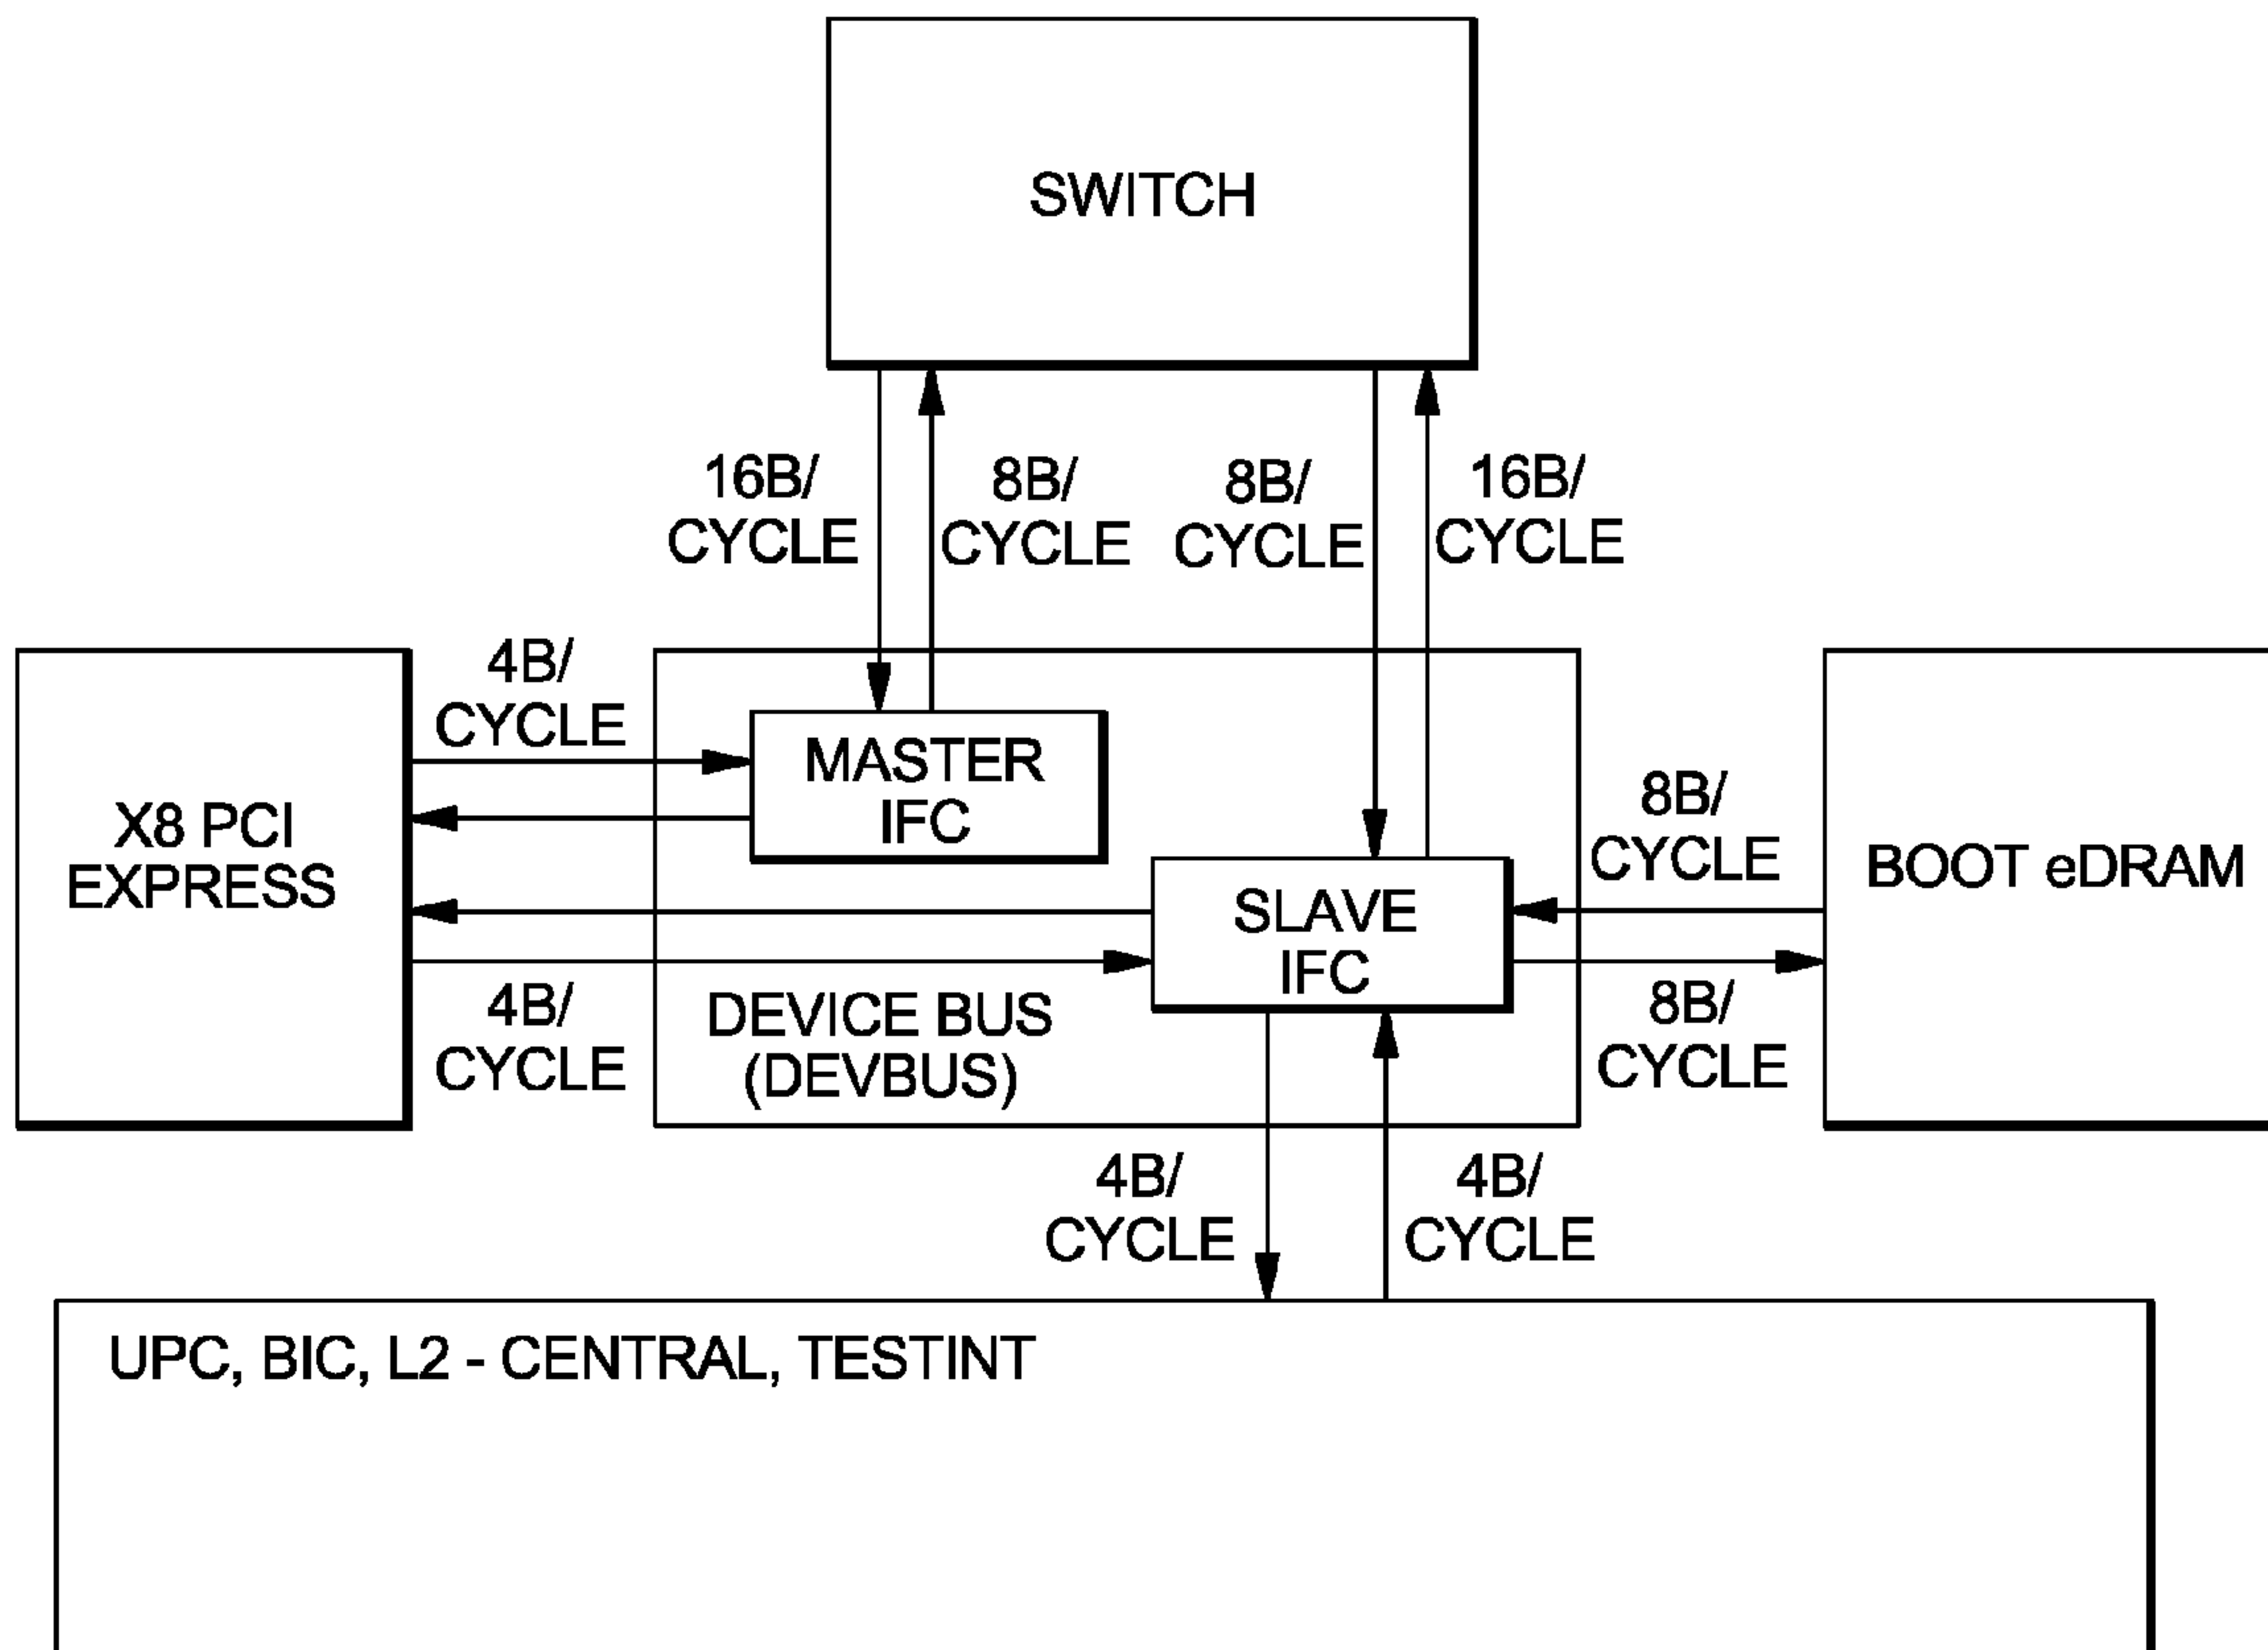 SWITCH
16B/
CYCLE
8B/
CYCLE
8B/
CYCLE
16B/
CYCLE
4B/
CYCLE
X8 PCI
EXPRESS
4B/
CYCLE
MASTER
IFC
SLAVE
IFC
DEVICE BUS
(DEVBUS)
8B/
CYCLE
8B/
CYCLE
BOOT eDRAM
4B/
CYCLE
4B/
CYCLE
UPC, BIC, L2 - CENTRAL, TESTINT